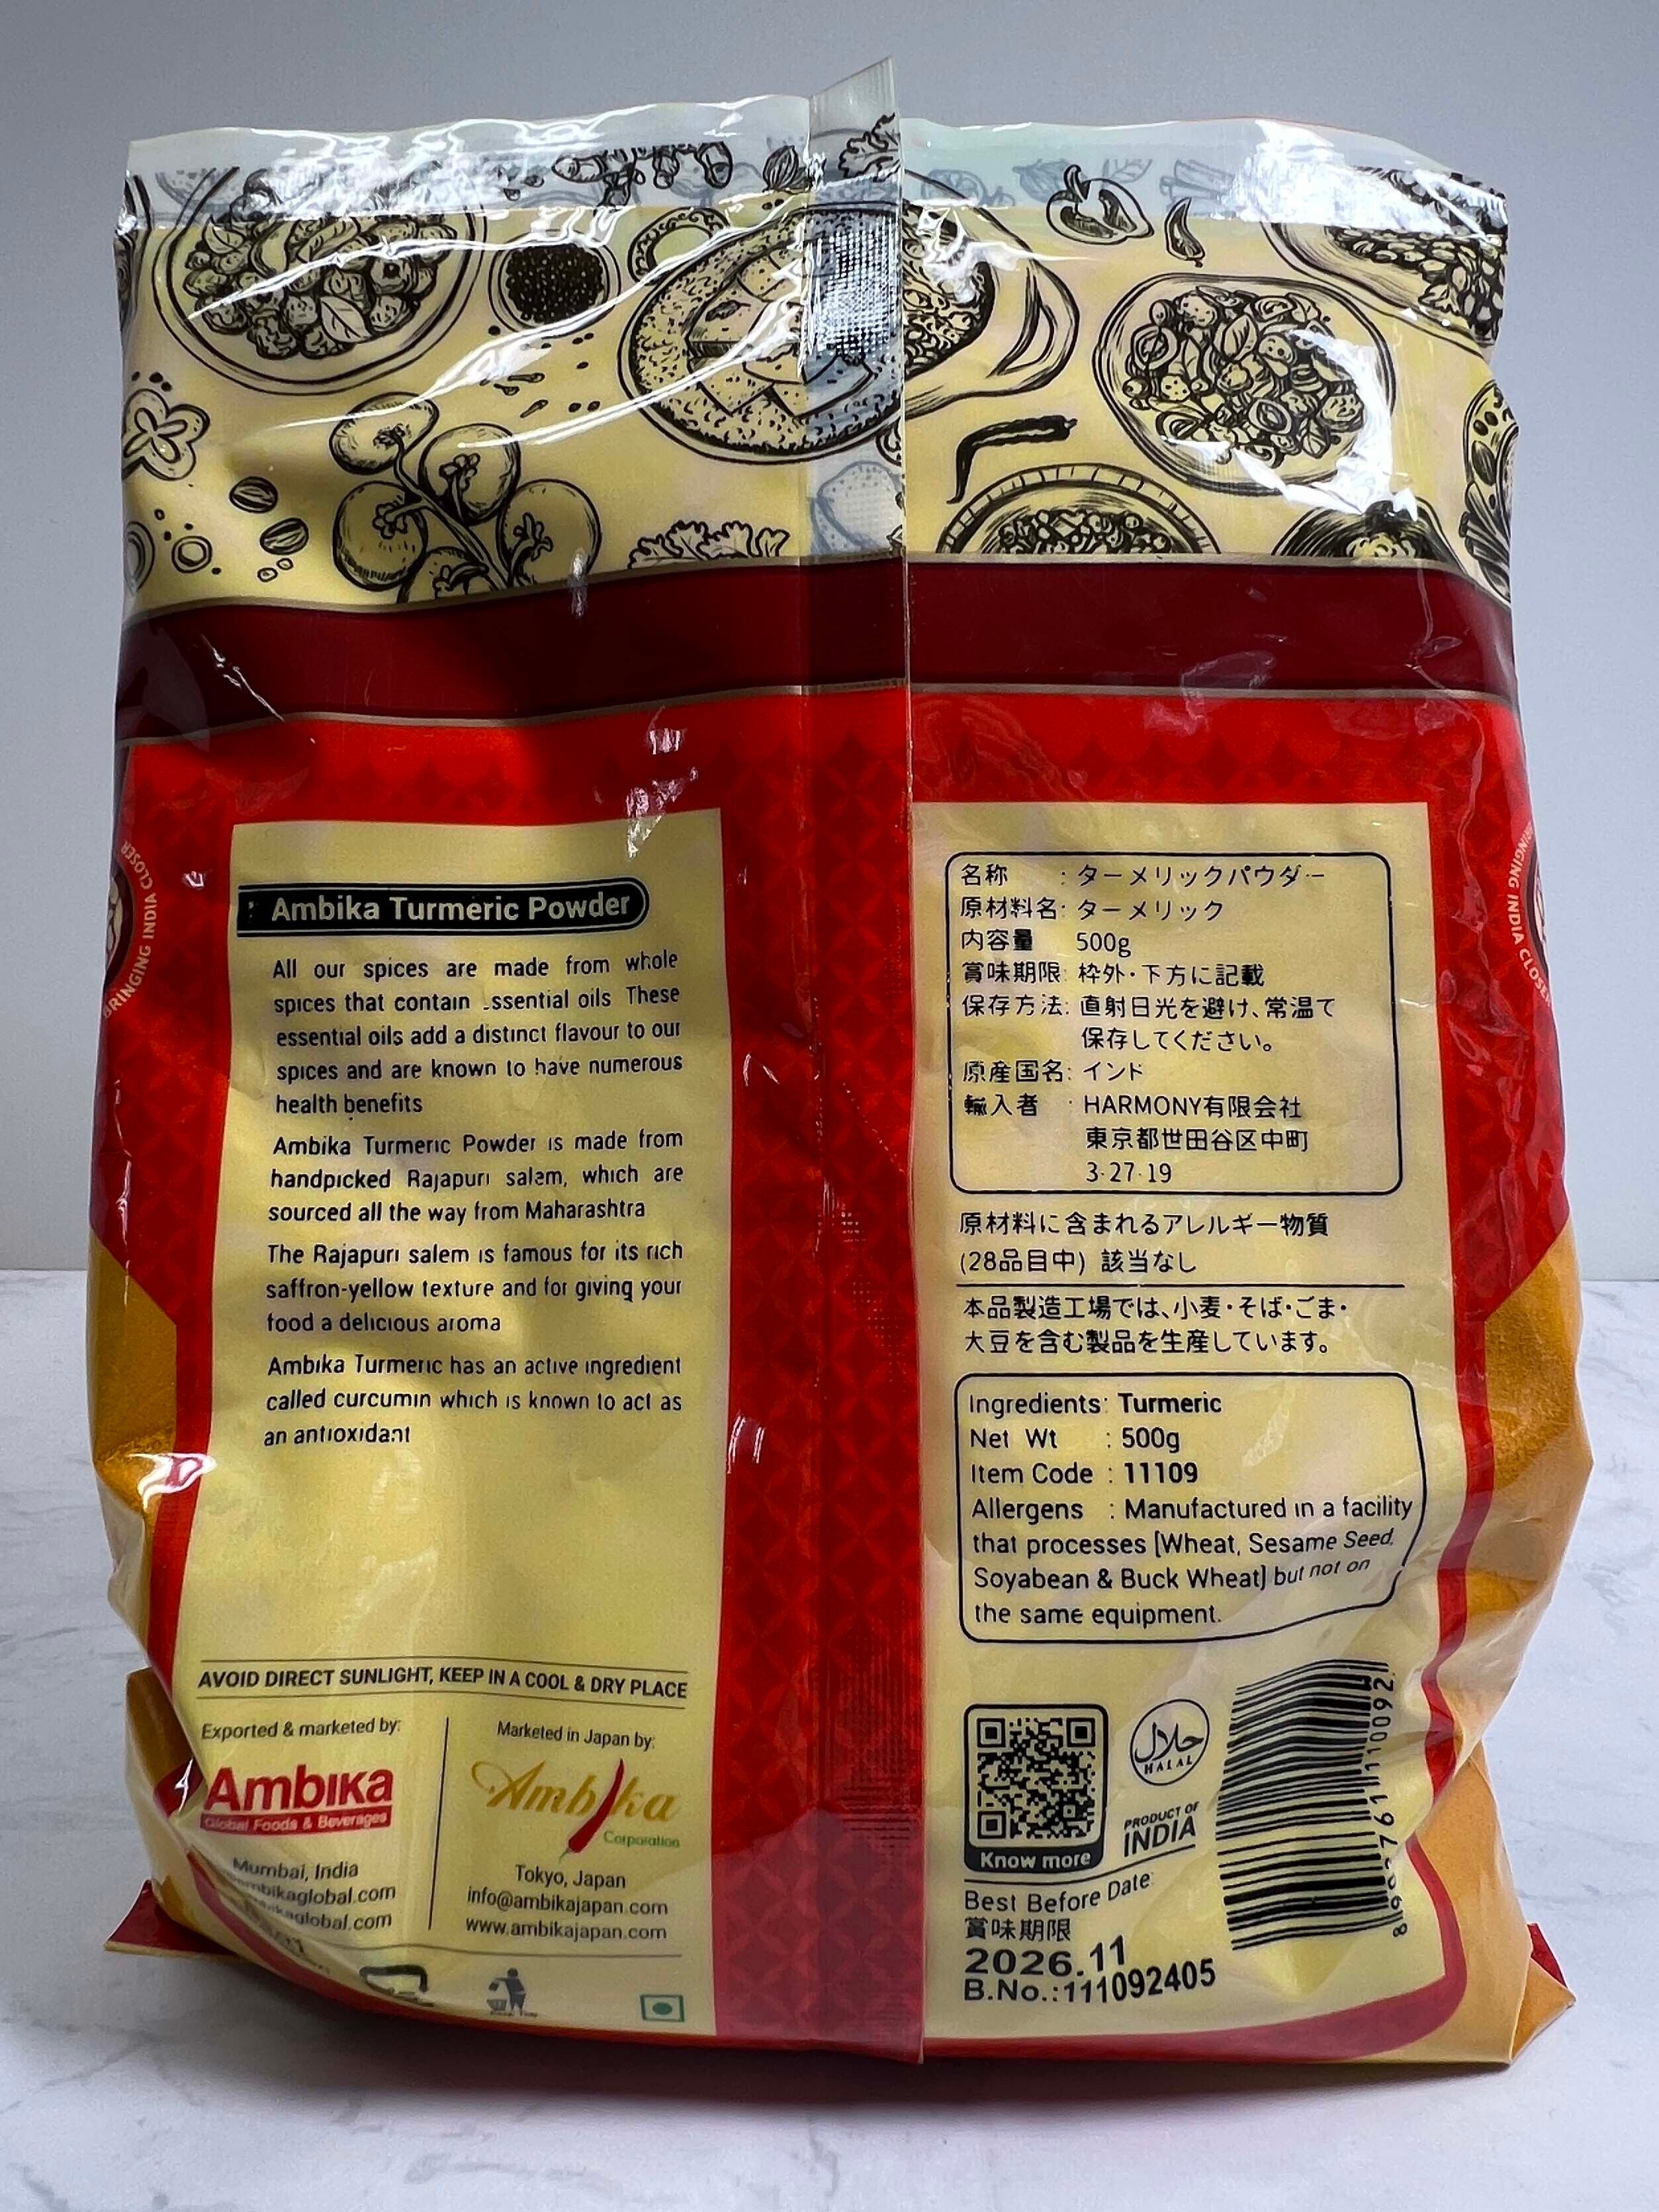 BRINGING INDIA CLOSER
Ambika Turmeric Powder
All our spices are made from whole
spices that contain ssential oils These
essential oils add a distinct flavour to our
spices and are known to have numerous
health benefits
Ambika Turmeric Powder is made from
handpicked Rajapuri salem, which are
sourced all the way from Maharashtra
The Rajapuri salem is famous for its rich
saffron-yellow texture and for giving your
food a delicious aroma
Ambika Turmeric has an active ingredient
called curcumin which is known to act as
an antioxidant
AVOID DIRECT SUNLIGHT, KEEP IN A COOL & DRY PLACE
Exported & marketed by:
Ambika
Global Foods & Beverages
Mumbai, India
Marketed in Japan by:
Ambika
Corporation
Tokyo, Japan
info@ambikajapan.com
www.ambikajapan.com
名称 : ターメリックパウダー
原材料名: ターメリック
内容量 500g
賞味期限: 枠外・下方に記載
保存方法: 直射日光を避け、常温で
保存してください。
原産国名: インド
輸入者 : HARMONY有限会社
東京都世田谷区中町
3-27-19
原材料に含まれるアレルギー物質
(28品目中) 該当なし
本品製造工場では、小麦・そば・ごま・
大豆を含む製品を生産しています。
Ingredients: Turmeric
Net Wt : 500g
Item Code : 11109
Allergens : Manufactured in a facility
that processes [Wheat, Sesame Seed,
Soyabean & Buck Wheat] but not on
the same equipment.
Know more
حلال
HALAL
PRODUCT OF
INDIA
Best Before Date:
賞味期限
2026.11
B.No.:111092405
BRINGING INDIA CLOSER